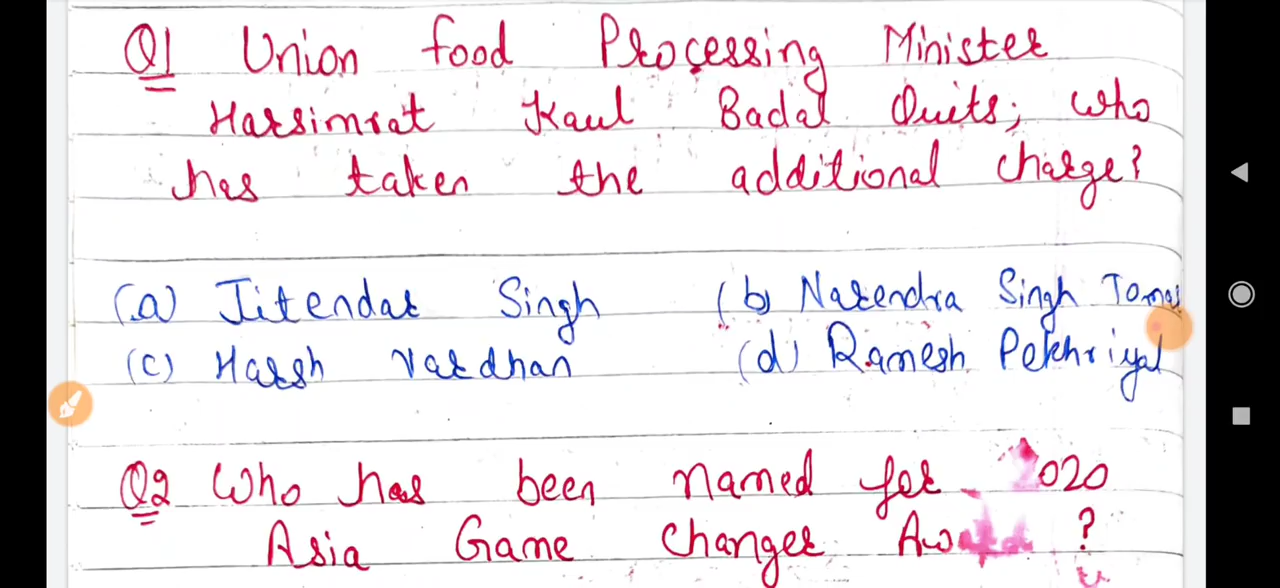 Q1 Union food Processing Minister
Harsimrat Kaul Badal Quits; who
has taken the additional charge?
(a) Jitendar Singh (b) Narendra Singh Tomar
(c) Harsh Vardhan (d) Ramesh Pokhriyal
Q2 Who has been named for 2020
Asia Game Changer Award ?